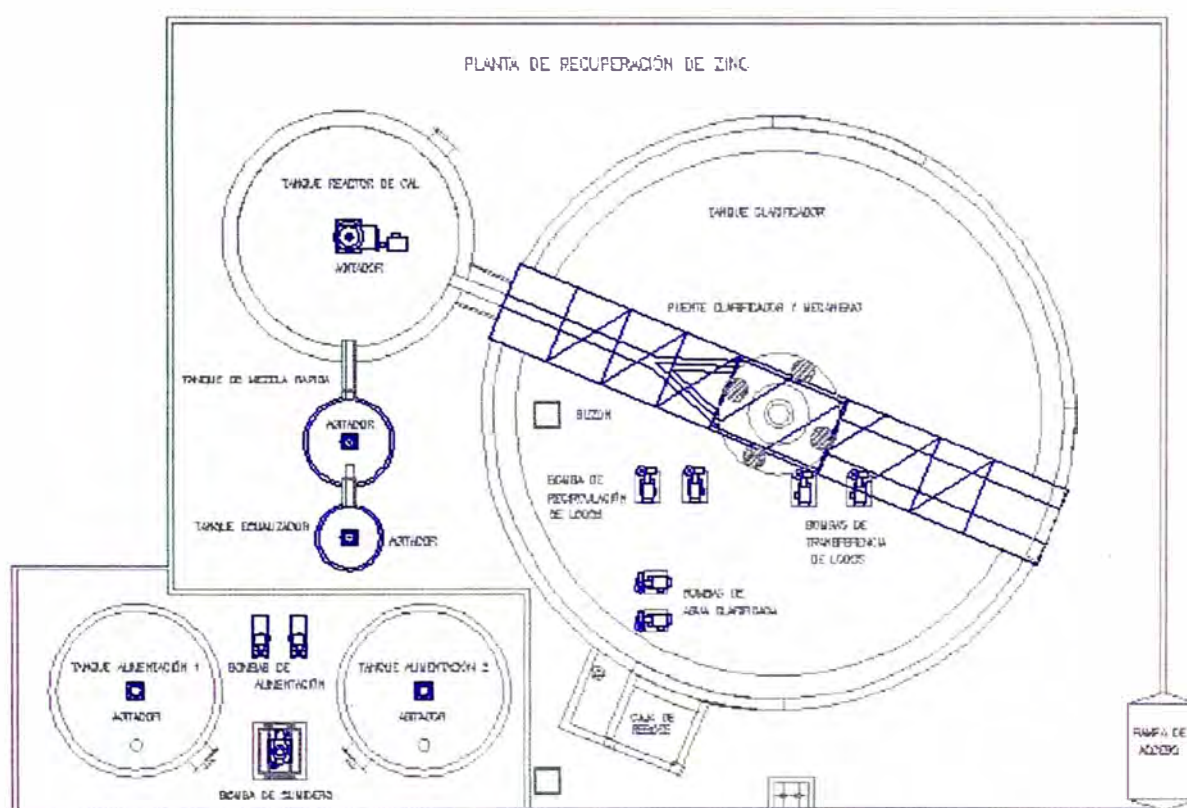 PLANTA DE RECUPERACIÓN DE ZINC
TANQUE REACTOR DE CAL
AGITADOR
TANQUE CLARIFICADOR
PUENTE CLARIFICADOR Y
TANQUE DE MEZCLA RAPIDA
AGITADOR
BUZON
BOMBA DE
RECIRCULACIÓN
DE LODOS
BOMBAS DE
TRANSFERENCIA
DE LODOS
TANQUE ECUALIZADOR
AGITADOR
BOMBAS DE
AGUA CLARIFICADA
TANQUE ALIMENTACIÓN 1
AGITADOR
BOMBAS DE
ALIMENTACIÓN
TANQUE ALIMENTACIÓN 2
AGITADOR
BOMBA DE SUMIDERO
CAJA DE
REBOSE
RAMPA DE
ACCESO